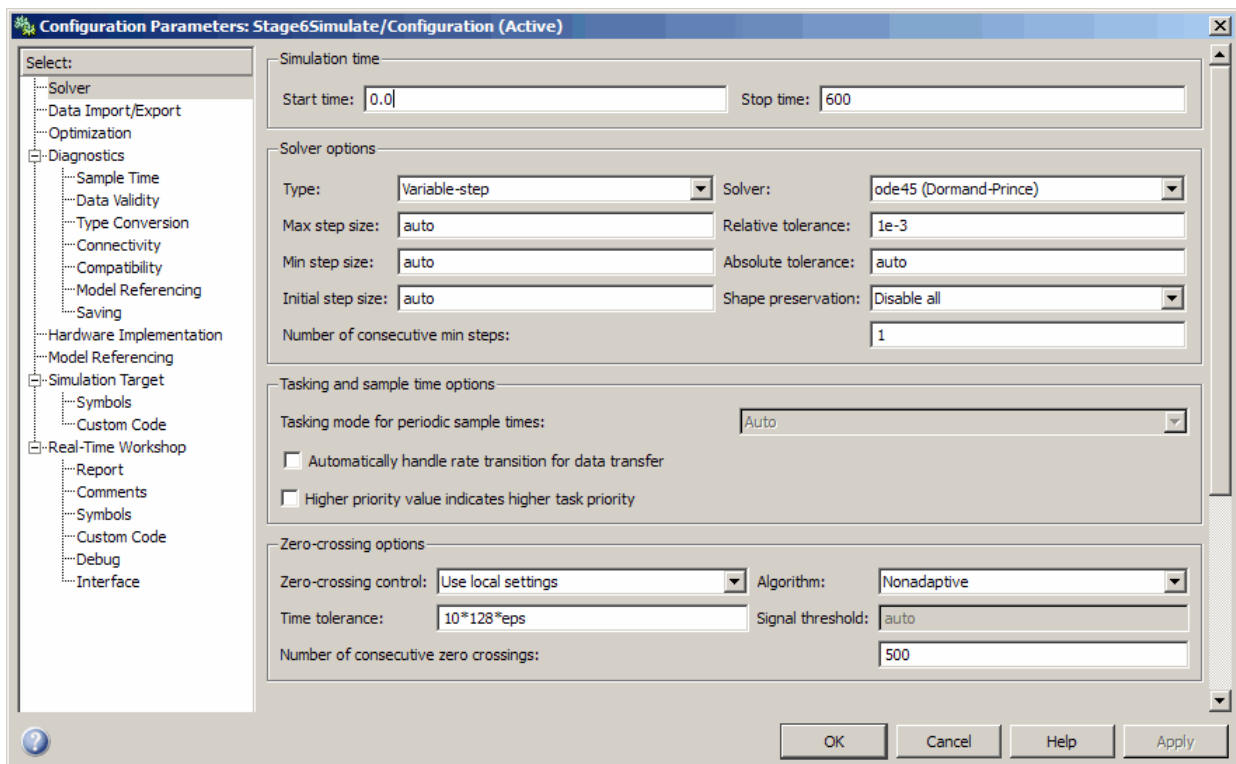 Configuration Parameters: Stage6Simulate/Configuration (Active)
Select:
Solver
Data Import/Export
Optimization
Diagnostics
Sample Time
Data Validity
Type Conversion
Connectivity
Compatibility
Model Referencing
Saving
Hardware Implementation
Model Referencing
Simulation Target
Symbols
Custom Code
Real-Time Workshop
Report
Comments
Symbols
Custom Code
Debug
Interface
Simulation time
Start time: 0.0 Stop time: 600
Solver options
Type: Variable-step Solver: ode45 (Dormand-Prince)
Max step size: auto Relative tolerance: 1e-3
Min step size: auto Absolute tolerance: auto
Initial step size: auto Shape preservation: Disable all
Number of consecutive min steps: 1
Tasking and sample time options
Tasking mode for periodic sample times: Auto
Automatically handle rate transition for data transfer
Higher priority value indicates higher task priority
Zero-crossing options
Zero-crossing control: Use local settings Algorithm: Nonadaptive
Time tolerance: 10*128*eps Signal threshold: auto
Number of consecutive zero crossings: 500
OK Cancel Help Apply